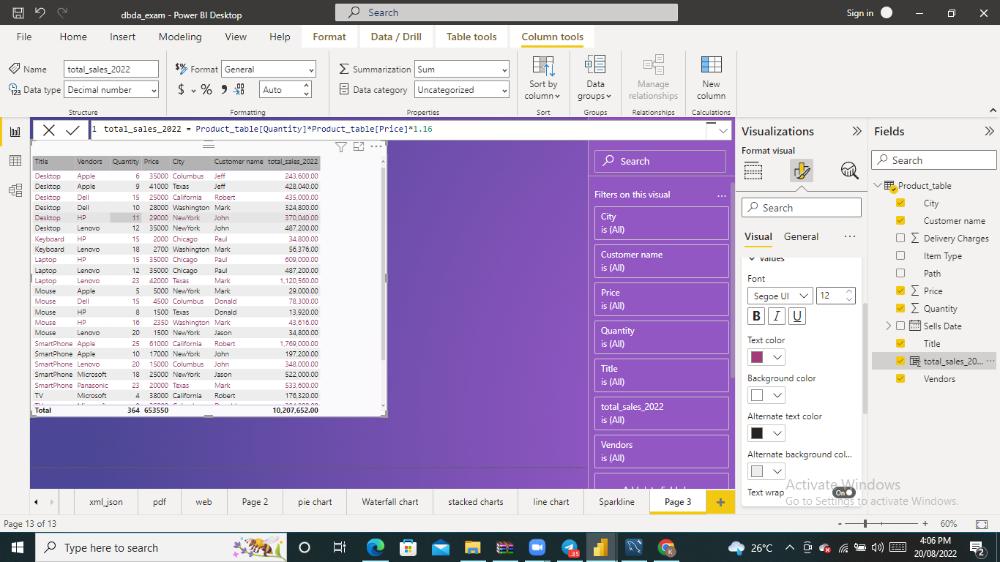 dbda_exam - Power BI Desktop
Search
Sign in
File Home Insert Modeling View Help Format Data / Drill Table tools Column tools
Name total_sales_2022
$% Format General
Summarization Sum
Data type Decimal number
$ % 9 .00 Auto
Data category Uncategorized
Sort by column
Data groups
Manage relationships
New column
Structure Formatting Properties Sort Groups Relationships Calculations
1 total_sales_2022 = Product_table[Quantity]*Product_table[Price]*1.16
Title Vendors Quantity Price City Customer name total_sales_2022
Desktop Apple 6 35000 Columbus Jeff 243,600.00
Desktop Apple 9 41000 Texas Jeff 428,040.00
Desktop Dell 15 25000 California Robert 435,000.00
Desktop Dell 10 28000 Washington Mark 324,800.00
Desktop HP 11 29000 NewYork John 370,040.00
Desktop Lenovo 12 35000 NewYork John 487,200.00
Keyboard HP 15 2000 Chicago Paul 34,800.00
Keyboard Lenovo 18 2700 Washington Mark 56,376.00
Laptop HP 15 35000 Chicago Paul 609,000.00
Laptop Lenovo 12 35000 Chicago Paul 487,200.00
Laptop Lenovo 23 42000 Texas Mark 1,120,560.00
Mouse Apple 5 5000 NewYork Mark 29,000.00
Mouse Dell 15 4500 Columbus Donald 78,300.00
Mouse HP 8 1500 Texas Donald 13,920.00
Mouse HP 16 2350 Washington Mark 43,616.00
Mouse Lenovo 20 1500 NewYork Jason 34,800.00
SmartPhone Apple 25 61000 California Robert 1,769,000.00
SmartPhone Apple 10 17000 NewYork John 197,200.00
SmartPhone Lenovo 20 15000 Columbus John 348,000.00
SmartPhone Microsoft 18 25000 NewYork Jason 522,000.00
SmartPhone Panasonic 23 20000 Texas Mark 533,600.00
TV Microsoft 4 38000 California Robert 176,320.00
Total 364 653550 10,207,652.00
Search
Filters on this visual
City
is (All)
Customer name
is (All)
Price
is (All)
Quantity
is (All)
Title
is (All)
total_sales_2022
is (All)
Vendors
is (All)
Visualizations
Format visual
Search
Visual General
Values
Font
Segoe UI 12
B I U
Text color
Background color
Alternate text color
Alternate background col...
Text wrap On
Fields
Search
Product_table
City
Customer name
Delivery Charges
Item Type
Path
Price
Quantity
Sells Date
Title
total_sales_20...
Vendors
Activate Windows
Go to Settings to activate Windows.
xml_json pdf web Page 2 pie chart Waterfall chart stacked charts line chart Sparkline Page 3 +
Page 13 of 13
- + 60%
Type here to search
35
K
26°C
4:06 PM
20/08/2022
2